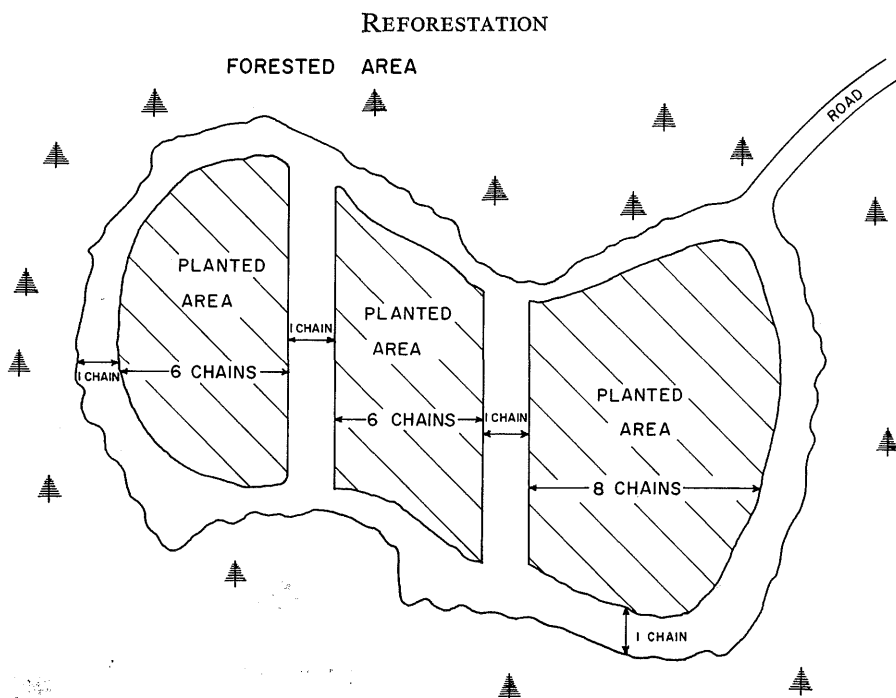 REFORESTATION
FORESTED AREA
ROAD
PLANTED
AREA
PLANTED
AREA
1 CHAIN
1 CHAIN
6 CHAINS
PLANTED
AREA
6 CHAINS
1 CHAIN
8 CHAINS
1 CHAIN